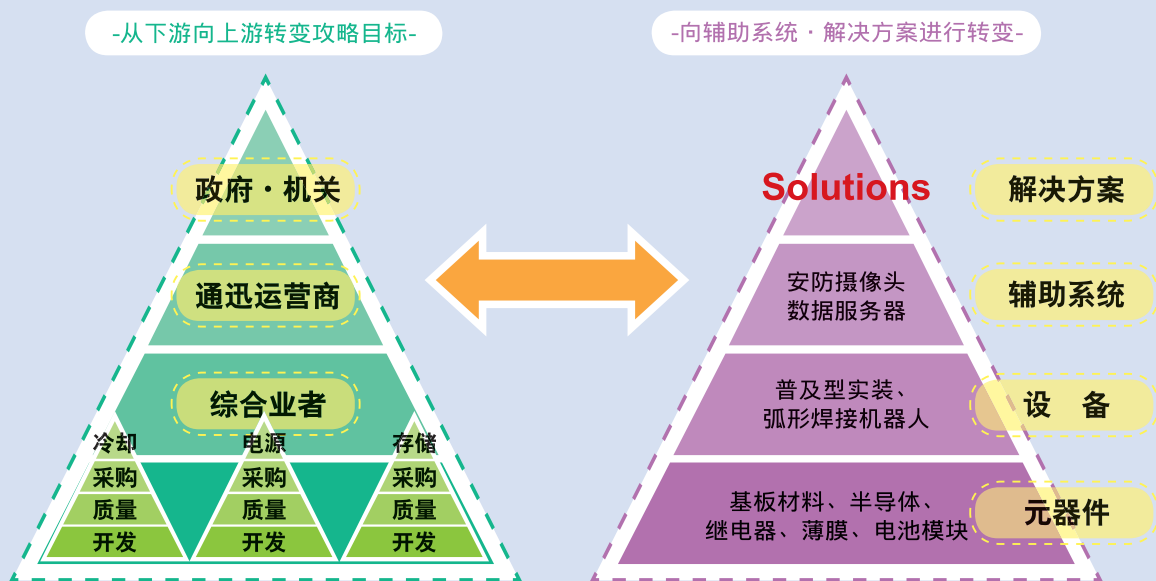 -从下游向上游转变攻略目标-
政府·机关
通迅运营商
综合业者
冷却
采购
质量
开发
电源
采购
质量
开发
存储
采购
质量
开发
-向辅助系统·解决方案进行转变-
Solutions
解决方案
安防摄像头
数据服务器
辅助系统
普及型实装、
弧形焊接机器人
设 备
基板材料、半导体、
继电器、薄膜、电池模块
元器件